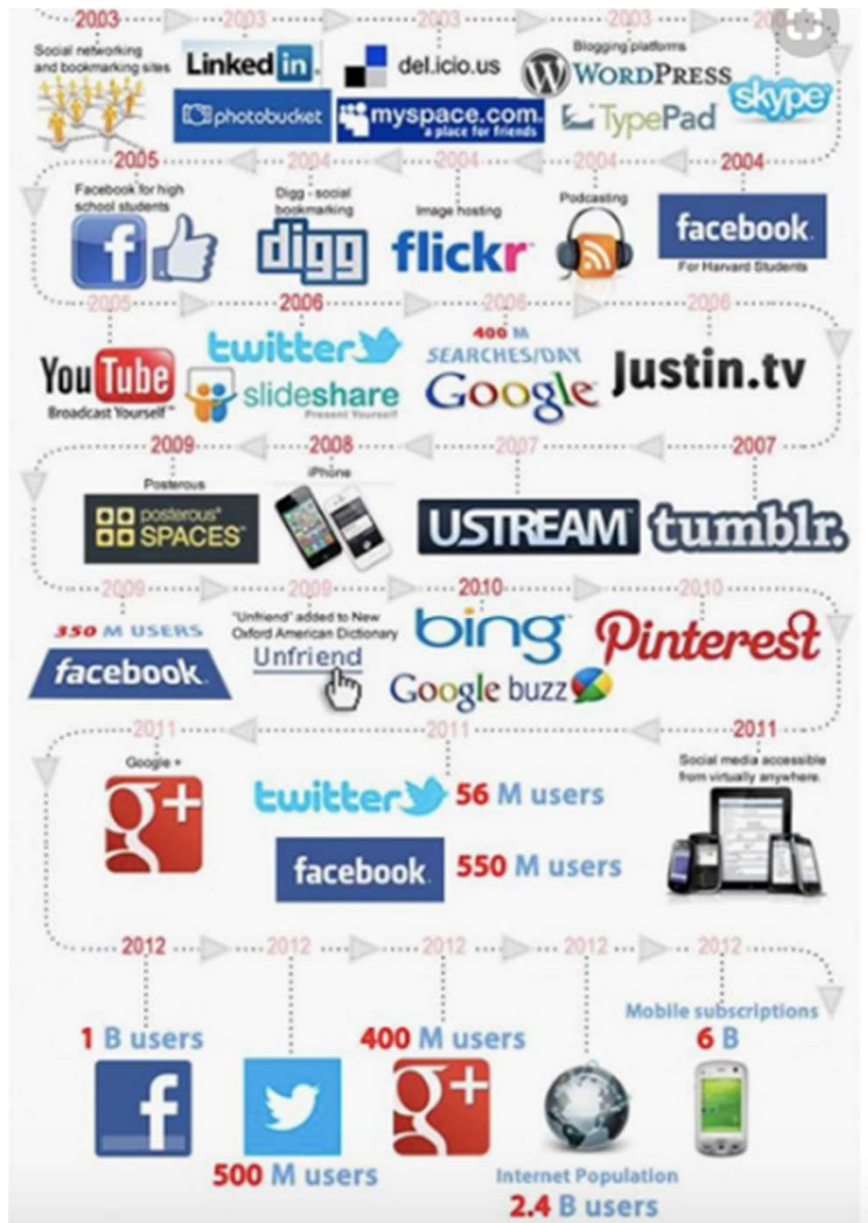 2003 2003 2003 2003
Social networking
and bookmarking sites
Linked in
photobucket
del.icio.us
myspace.com
a place for friends
Blogging platforms
WORDPRESS
TypePad
skype
2005 2004 2004 2004 2004
Facebook for high
school students
f
Digg - social
bookmarking
digg
Image hosting
flickr
Podcasting
facebook
For Harvard Students
2005 2006 2006 2006
You Tube
Broadcast Yourself™
twitter
slideshare
Present Yourself
400 M
SEARCHES/DAY
Google
Justin.tv
2009 2008 2007 2007
Posterous
posterous
SPACES
iPhone
USTREAM
tumblr.
2009 2009 2010 2010
350 M USERS
facebook
"Unfriend" added to New
Oxford American Dictionary
Unfriend
bing
Google buzz
Pinterest
2011 2011 2011
Google +
g+
twitter 56 M users
facebook 550 M users
Social media accessible
from virtually anywhere.
2012 2012 2012 2012 2012
1 B users
f
500 M users
400 M users
g+
Internet Population
2.4 B users
Mobile subscriptions
6 B